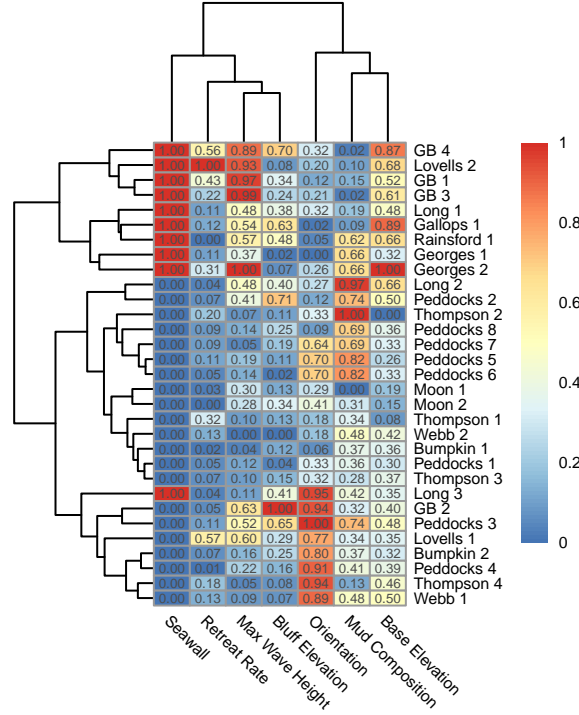 1.00 0.56 0.89 0.70 0.32 0.02 0.87 GB 4
1.00 1.00 0.93 0.08 0.20 0.10 0.68 Lovells 2
1.00 0.43 0.97 0.34 0.12 0.15 0.52 GB 1
1.00 0.22 0.99 0.24 0.21 0.02 0.61 GB 3
1.00 0.11 0.48 0.38 0.32 0.19 0.48 Long 1
1.00 0.12 0.54 0.63 0.02 0.09 0.89 Gallops 1
1.00 0.00 0.57 0.48 0.05 0.62 0.66 Rainsford 1
1.00 0.11 0.37 0.02 0.00 0.66 0.32 Georges 1
1.00 0.31 1.00 0.07 0.26 0.66 1.00 Georges 2
0.00 0.04 0.48 0.40 0.27 0.97 0.66 Long 2
0.00 0.07 0.41 0.71 0.12 0.74 0.50 Peddocks 2
0.00 0.20 0.07 0.11 0.33 1.00 0.00 Thompson 2
0.00 0.09 0.14 0.25 0.09 0.69 0.36 Peddocks 8
0.00 0.09 0.05 0.19 0.64 0.69 0.33 Peddocks 7
0.00 0.11 0.19 0.11 0.70 0.82 0.26 Peddocks 5
0.00 0.05 0.14 0.02 0.70 0.82 0.33 Peddocks 6
0.00 0.03 0.30 0.13 0.29 0.00 0.19 Moon 1
0.00 0.00 0.28 0.34 0.41 0.31 0.15 Moon 2
0.00 0.32 0.10 0.13 0.18 0.34 0.08 Thompson 1
0.00 0.13 0.00 0.00 0.18 0.48 0.42 Webb 2
0.00 0.02 0.04 0.12 0.06 0.37 0.36 Bumpkin 1
0.00 0.05 0.12 0.04 0.33 0.36 0.30 Peddocks 1
0.00 0.07 0.10 0.15 0.32 0.28 0.37 Thompson 3
1.00 0.04 0.11 0.41 0.95 0.42 0.35 Long 3
0.00 0.05 0.63 1.00 0.94 0.32 0.40 GB 2
0.00 0.11 0.52 0.65 1.00 0.74 0.48 Peddocks 3
0.00 0.57 0.60 0.29 0.77 0.34 0.35 Lovells 1
0.00 0.07 0.16 0.25 0.80 0.37 0.32 Bumpkin 2
0.00 0.01 0.22 0.16 0.91 0.41 0.39 Peddocks 4
0.00 0.18 0.05 0.08 0.94 0.13 0.46 Thompson 4
0.00 0.13 0.09 0.07 0.89 0.48 0.50 Webb 1
Seawall
Retreat Rate
Max Wave Height
Bluff Elevation
Orientation
Mud Composition
Base Elevation
1
0.8
0.6
0.4
0.2
0